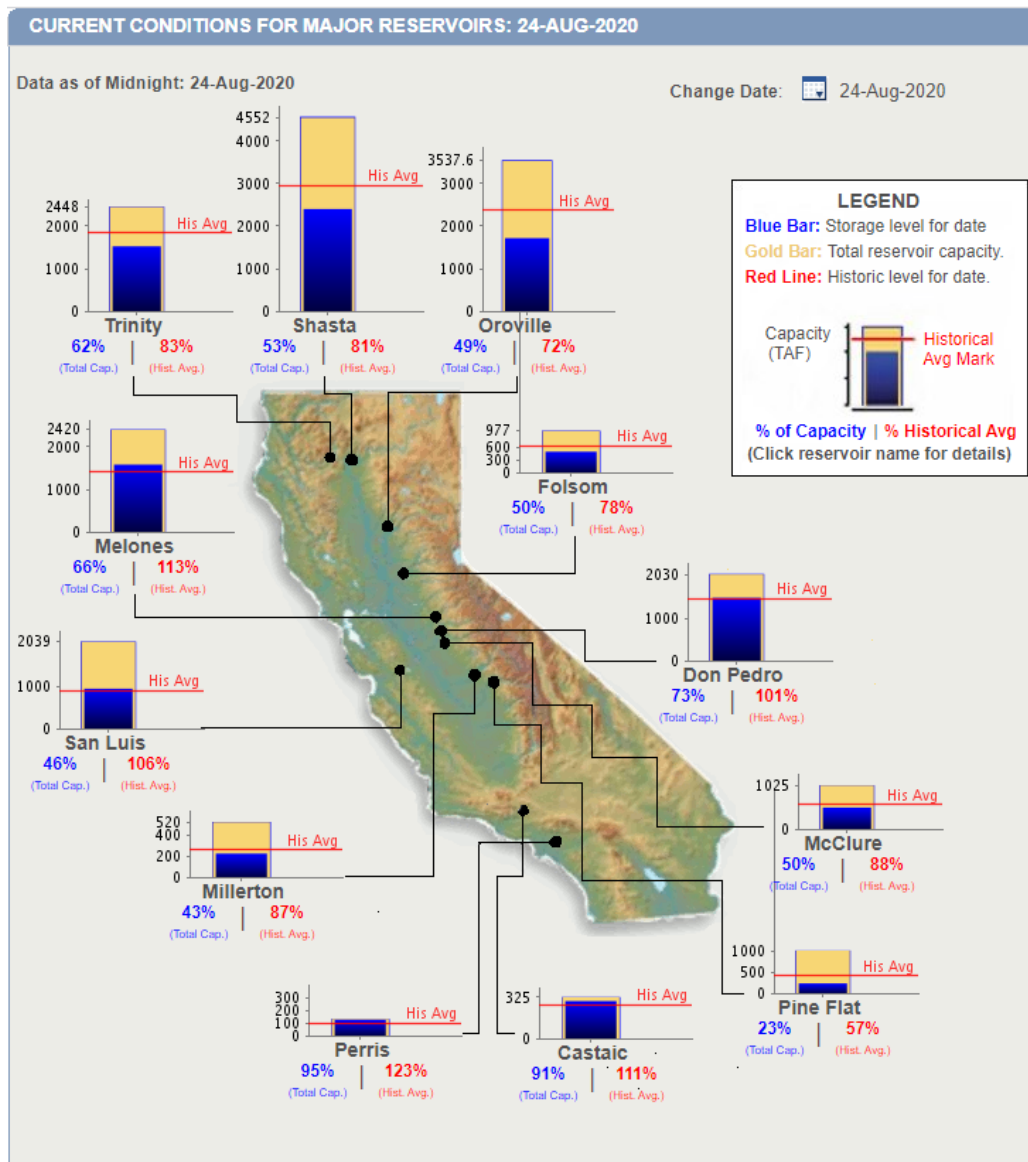 CURRENT CONDITIONS FOR MAJOR RESERVOIRS: 24-AUG-2020
Data as of Midnight: 24-Aug-2020
Change Date: 24-Aug-2020
4552
4000
3000
2000
1000
0
Shasta
53% | 81%
(Total Cap.) (Hist. Avg.)
His Avg
3537.6
3000
2000
1000
0
Oroville
49% | 72%
(Total Cap.) (Hist. Avg.)
2448
2000
1000
0
His Avg
Trinity
62% | 83%
(Total Cap.) (Hist. Avg.)
LEGEND
Blue Bar: Storage level for date
Gold Bar: Total reservoir capacity.
Red Line: Historic level for date.
Capacity
(TAF)
Historical
Avg Mark
% of Capacity | % Historical Avg
(Click reservoir name for details)
2420
2000
1000
0
His Avg
Melones
66% | 113%
(Total Cap.) (Hist. Avg.)
977
600
300
0
His Avg
Folsom
50% | 78%
(Total Cap.) (Hist. Avg.)
2030
1000
0
His Avg
Don Pedro
73% | 101%
(Total Cap.) (Hist. Avg.)
2039
1000
0
His Avg
San Luis
46% | 106%
(Total Cap.) (Hist. Avg.)
1025
0
His Avg
McClure
50% | 88%
(Total Cap.) (Hist. Avg.)
520
400
200
0
His Avg
Millerton
43% | 87%
(Total Cap.) (Hist. Avg.)
1000
500
0
His Avg
Pine Flat
23% | 57%
(Total Cap.) (Hist. Avg.)
300
200
100
0
His Avg
Perris
95% | 123%
(Total Cap.) (Hist. Avg.)
325
0
His Avg
Castaic
91% | 111%
(Total Cap.) (Hist. Avg.)